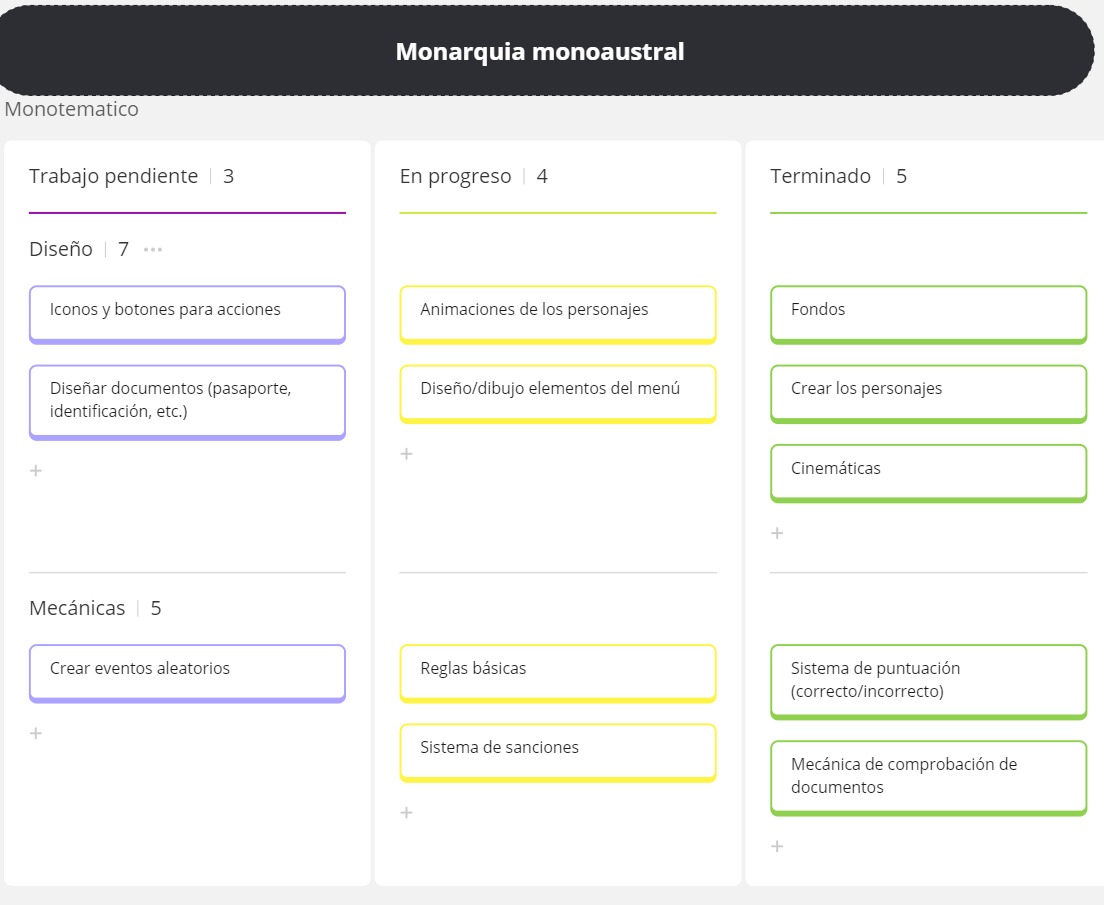 Monarquia monoaustral
Monotematico
Trabajo pendiente | 3
En progreso | 4
Terminado | 5
Diseño | 7 ···
Iconos y botones para acciones
Diseñar documentos (pasaporte,
identificación, etc.)
+
Animaciones de los personajes
Diseño/dibujo elementos del menú
+
Fondos
Crear los personajes
Cinemáticas
+
Mecánicas | 5
Crear eventos aleatorios
+
Reglas básicas
Sistema de sanciones
+
Sistema de puntuación
(correcto/incorrecto)
Mecánica de comprobación de
documentos
+